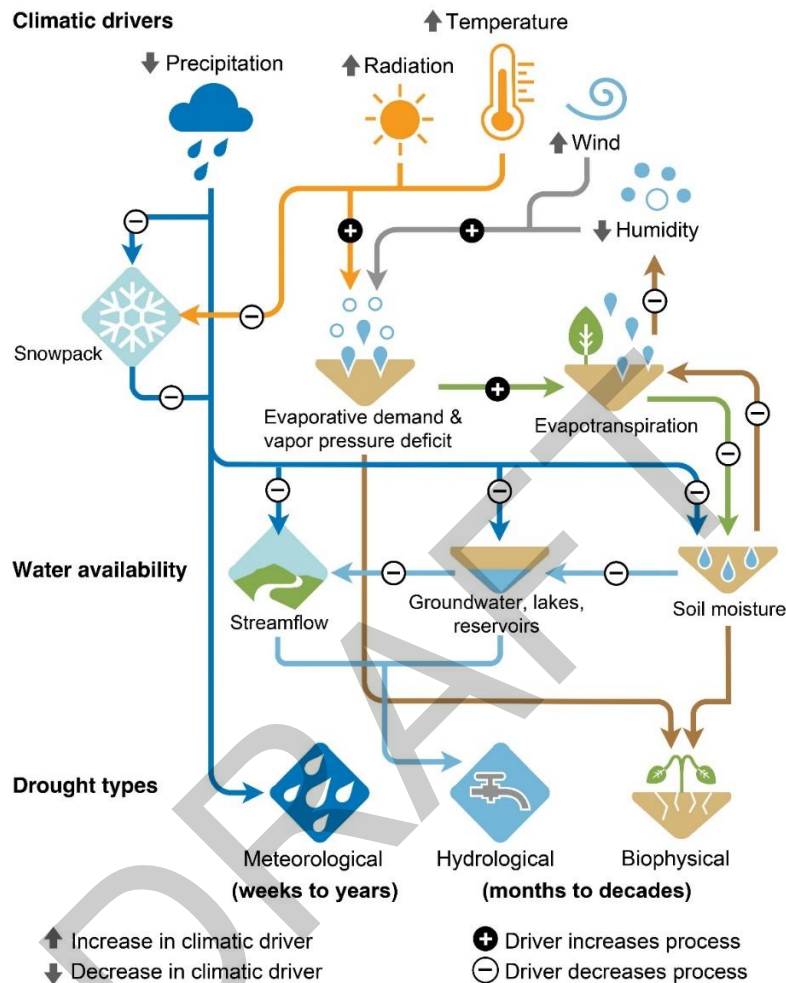 Climatic drivers
Temperature
Precipitation
Radiation
Wind
Humidity
Snowpack
Evaporative demand &
vapor pressure deficit
Evapotranspiration
Water availability
Streamflow
Groundwater, lakes,
reservoirs
Soil moisture
Drought types
Meteorological
(weeks to years)
Hydrological
Biophysical
(months to decades)
Increase in climatic driver
Decrease in climatic driver
Driver increases process
Driver decreases process
DRAFT